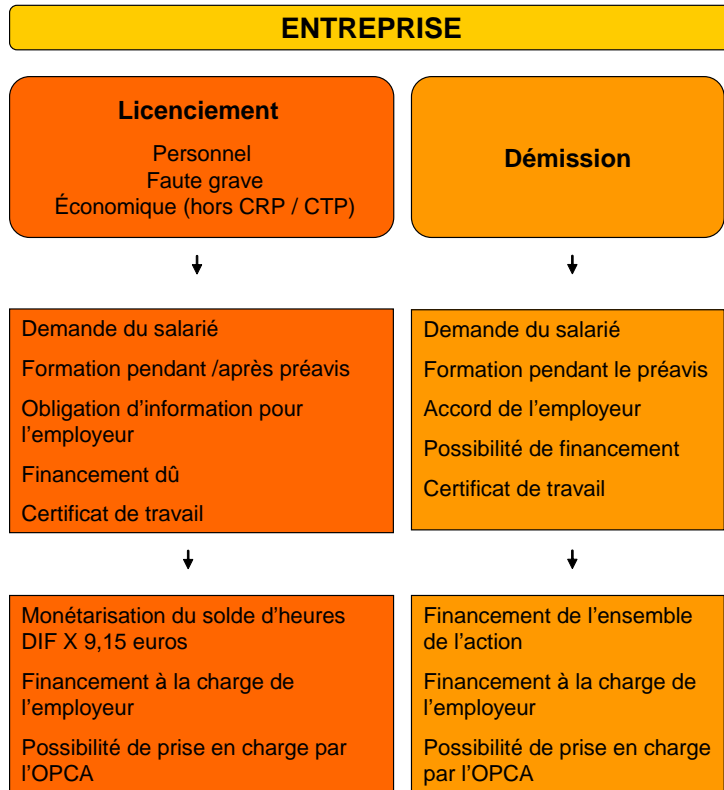 ENTREPRISE
Licenciement
Personnel
Faute grave
Économique (hors CRP / CTP)
Démission
Demande du salarié
Formation pendant /après préavis
Obligation d’information pour
l’employeur
Financement dû
Certificat de travail
Demande du salarié
Formation pendant le préavis
Accord de l’employeur
Possibilité de financement
Certificat de travail
Monétarisation du solde d’heures
DIF X 9,15 euros
Financement à la charge de
l’employeur
Possibilité de prise en charge par
l’OPCA
Financement de l’ensemble
de l’action
Financement à la charge de
l’employeur
Possibilité de prise en charge
par l’OPCA